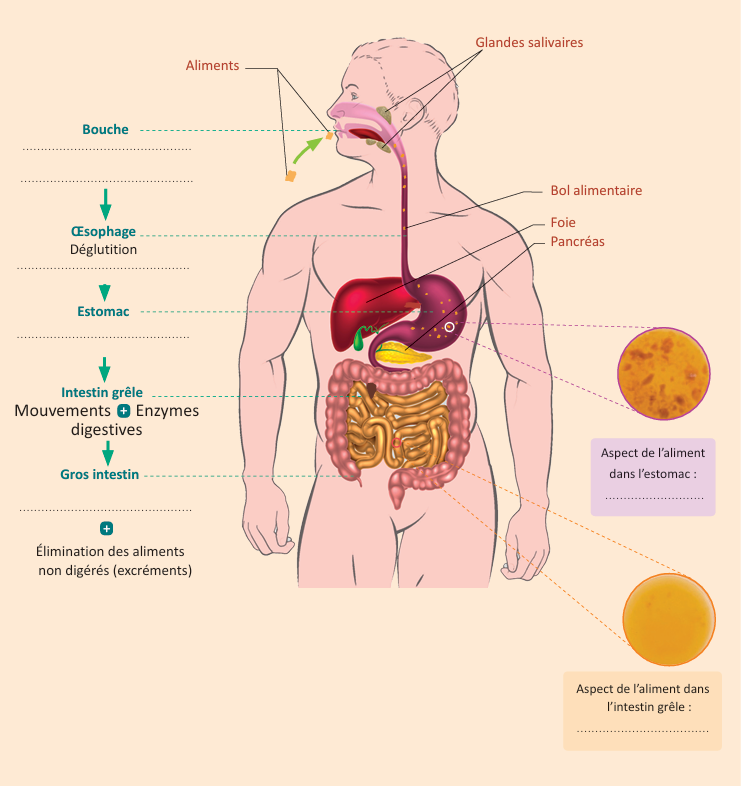 Glandes salivaires
Aliments
Bouche
........................................
........................................
Bol alimentaire
Œsophage
Déglutition
........................................
Foie
Pancréas
Estomac
........................................
Intestin grêle
Mouvements + Enzymes
digestives
Gros intestin
........................................
+
Élimination des aliments
non digérés (excréments)
Aspect de l'aliment
dans l'estomac :
..........................
Aspect de l'aliment dans
l'intestin grêle :
...................................